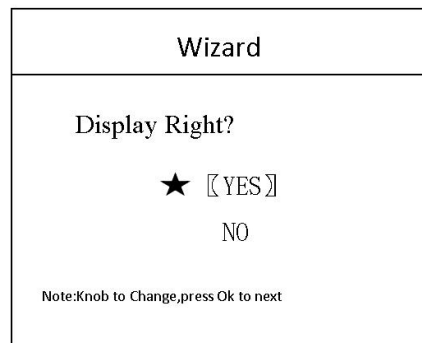 Wizard
Display Right?
★〖YES〗
NO
Note:Knob to Change,press Ok to next